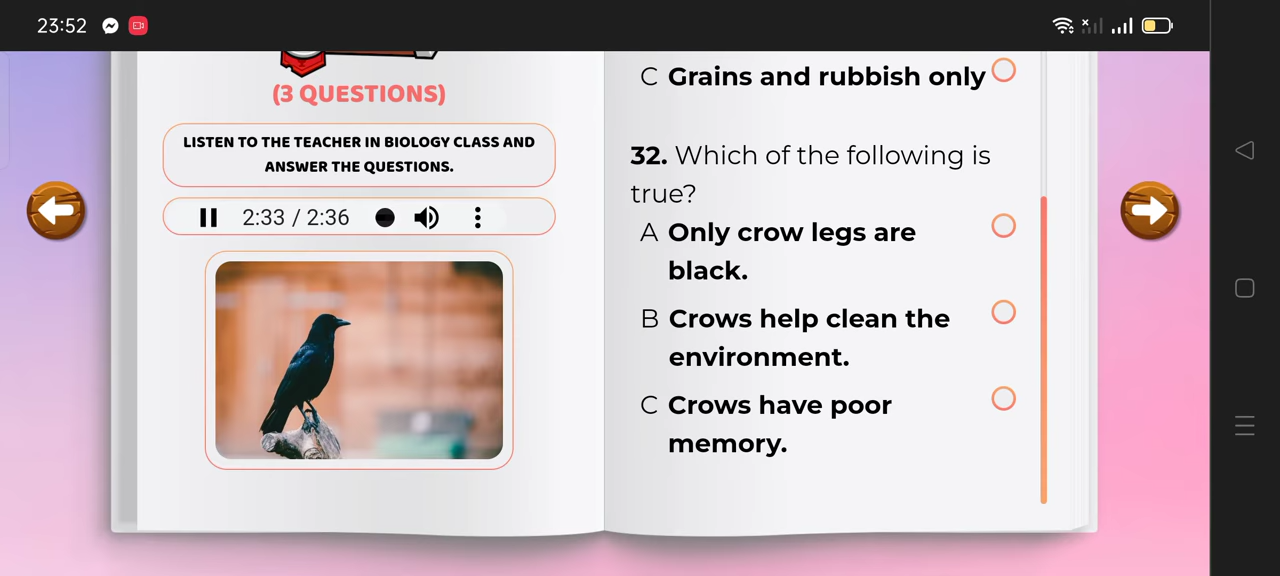 23:52
(3 QUESTIONS)
LISTEN TO THE TEACHER IN BIOLOGY CLASS AND
ANSWER THE QUESTIONS.
2:33 / 2:36
C Grains and rubbish only
32. Which of the following is
true?
A Only crow legs are
black.
B Crows help clean the
environment.
C Crows have poor
memory.